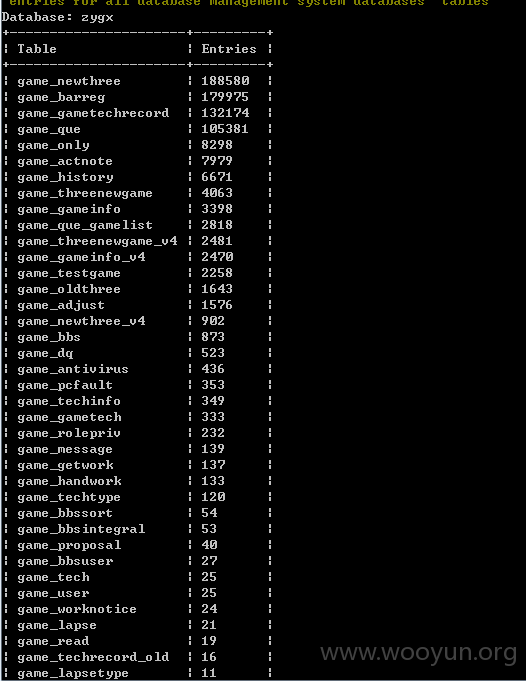 entries for all database management system databases' tables
Database: zygx
+-----------------------+---------+
| Table | Entries |
+-----------------------+---------+
| game_newthree | 188580 |
| game_barreg | 179975 |
| game_gametechrecord | 132174 |
| game_que | 105381 |
| game_only | 8298 |
| game_actnote | 7979 |
| game_history | 6671 |
| game_threenewgame | 4063 |
| game_gameinfo | 3398 |
| game_que_gamelist | 2818 |
| game_threenewgame_v4 | 2481 |
| game_gameinfo_v4 | 2470 |
| game_testgame | 2258 |
| game_oldthree | 1643 |
| game_adjust | 1576 |
| game_newthree_v4 | 902 |
| game_bbs | 873 |
| game_dq | 523 |
| game_antivirus | 436 |
| game_pcfault | 353 |
| game_techinfo | 349 |
| game_gametech | 333 |
| game_rolepriv | 232 |
| game_message | 139 |
| game_getwork | 137 |
| game_handwork | 133 |
| game_techtype | 120 |
| game_bbssort | 54 |
| game_bbsintegral | 53 |
| game_proposal | 40 |
| game_bbsuser | 27 |
| game_tech | 25 |
| game_user | 25 |
| game_worknotice | 24 |
| game_lapse | 21 |
| game_read | 19 |
| game_techrecord_old | 16 |
| game_lapsetype | 11 |
www.wooyun.org